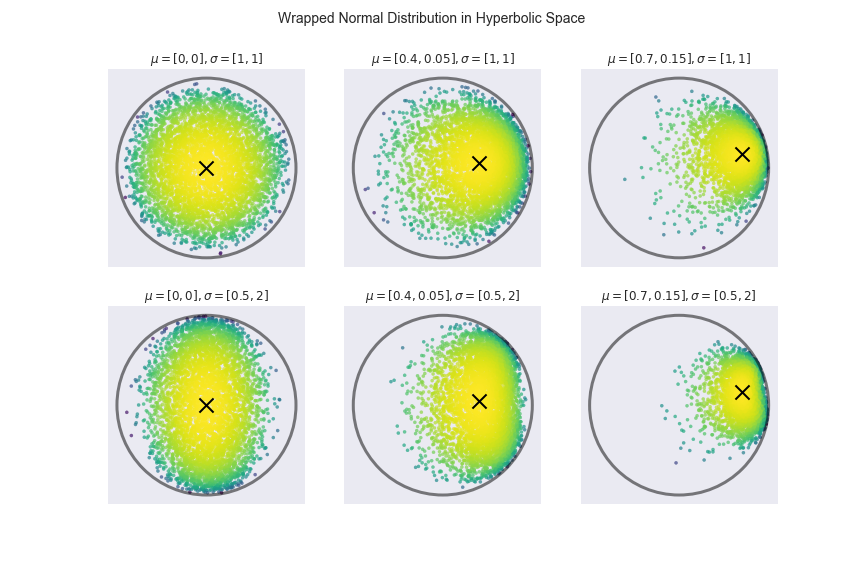 Wrapped Normal Distribution in Hyperbolic Space
μ = [0, 0], σ = [1, 1]
μ = [0.4, 0.05], σ = [1, 1]
μ = [0.7, 0.15], σ = [1, 1]
μ = [0, 0], σ = [0.5, 2]
μ = [0.4, 0.05], σ = [0.5, 2]
μ = [0.7, 0.15], σ = [0.5, 2]